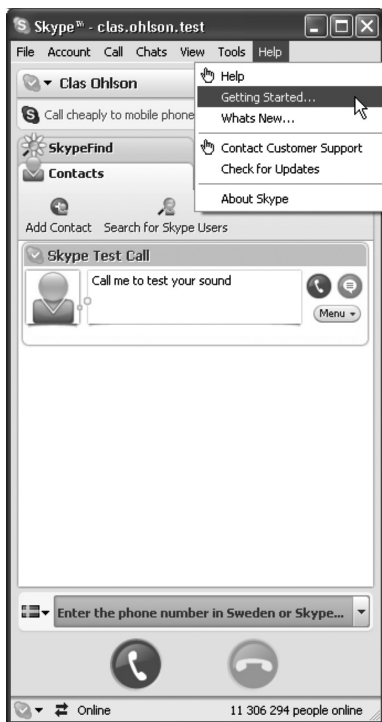 Skype™ - clas.ohlson.test
File Account Call Chats View Tools Help
Help
Getting Started...
Whats New...
Contact Customer Support
Check for Updates
About Skype
Clas Ohlson
Call cheaply to mobile phone
SkypeFind
Contacts
Add Contact Search for Skype Users
Skype Test Call
Call me to test your sound
Menu
Enter the phone number in Sweden or Skype...
Online 11 306 294 people online